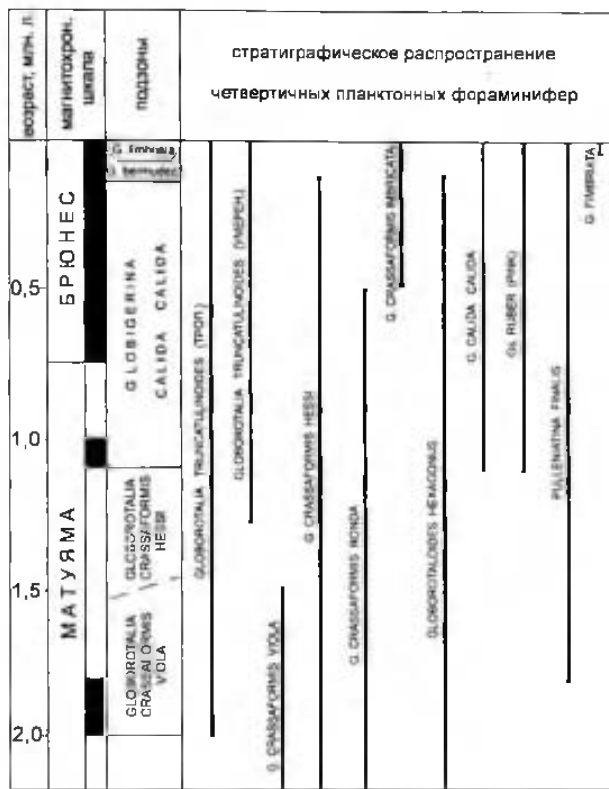 возраст, млн. л.
магнитохрон.
шкала
подзоны
стратиграфическое распространение
четвертичных планктонных фораминифер
БРЮНЕС
МАТУЯМА
0,5
1,0
1,5
2,0
G. fimbriata
GLOBIGERINA
CALIDA CALIDA
GLOBOROTALIA
CRASSAFORMIS
HESSI
GLOBOROTALIA
CRASSAFORMIS
VIOLA
GLOBOROTALIA TRUNCATULINOIDES (ТРОП.)
GLOBOROTALIA TRUNCATULINOIDES (УМЕРЕН.)
G. CRASSAFORMIS VIOLA
G. CRASSAFORMIS HESSI
G. CRASSAFORMIS RONDA
G. CRASSAFORMIS IMBRICATA
GLOBOROTALOIDES HEXAGONUS
G. CALIDA CALIDA
Gs. RUBER (PINK)
PULLENIATINA FINALIS
G. FIMBRIATA